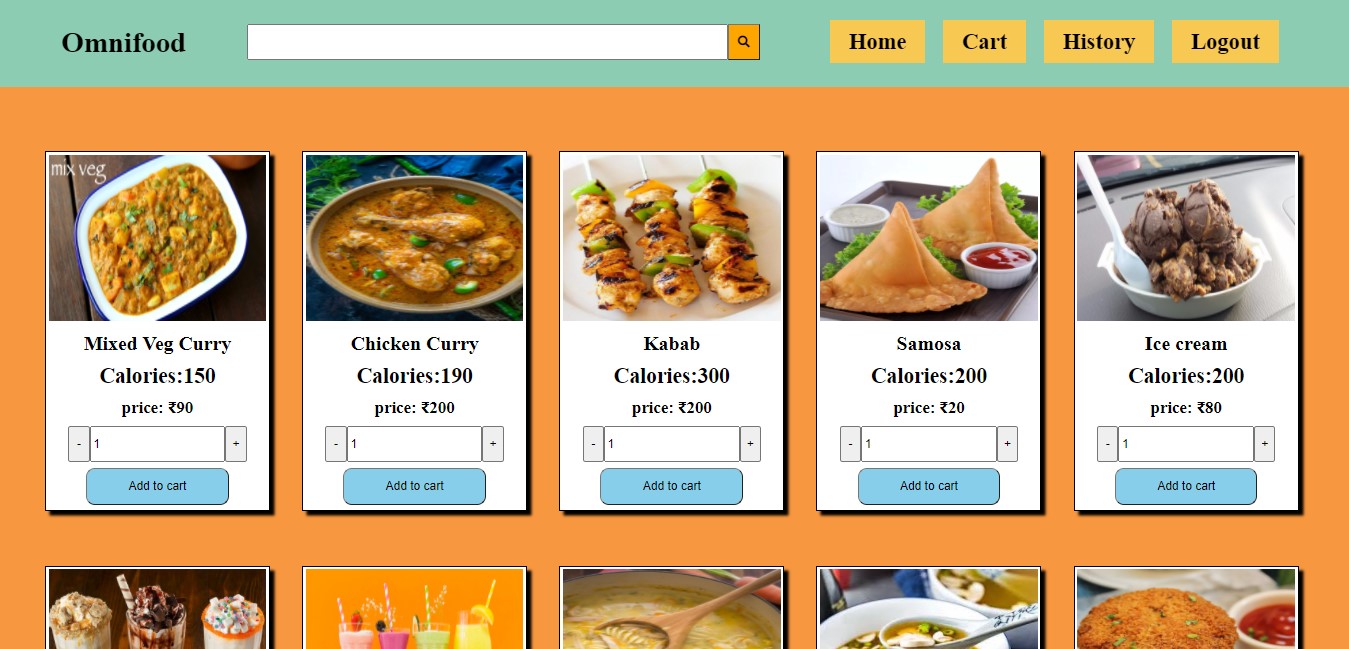 Omnifood
Home
Cart
History
Logout
mix veg
Mixed Veg Curry
Calories:150
price: ₹90
-
1
+
Add to cart
Chicken Curry
Calories:190
price: ₹200
-
1
+
Add to cart
Kabab
Calories:300
price: ₹200
-
1
+
Add to cart
Samosa
Calories:200
price: ₹20
-
1
+
Add to cart
Ice cream
Calories:200
price: ₹80
-
1
+
Add to cart